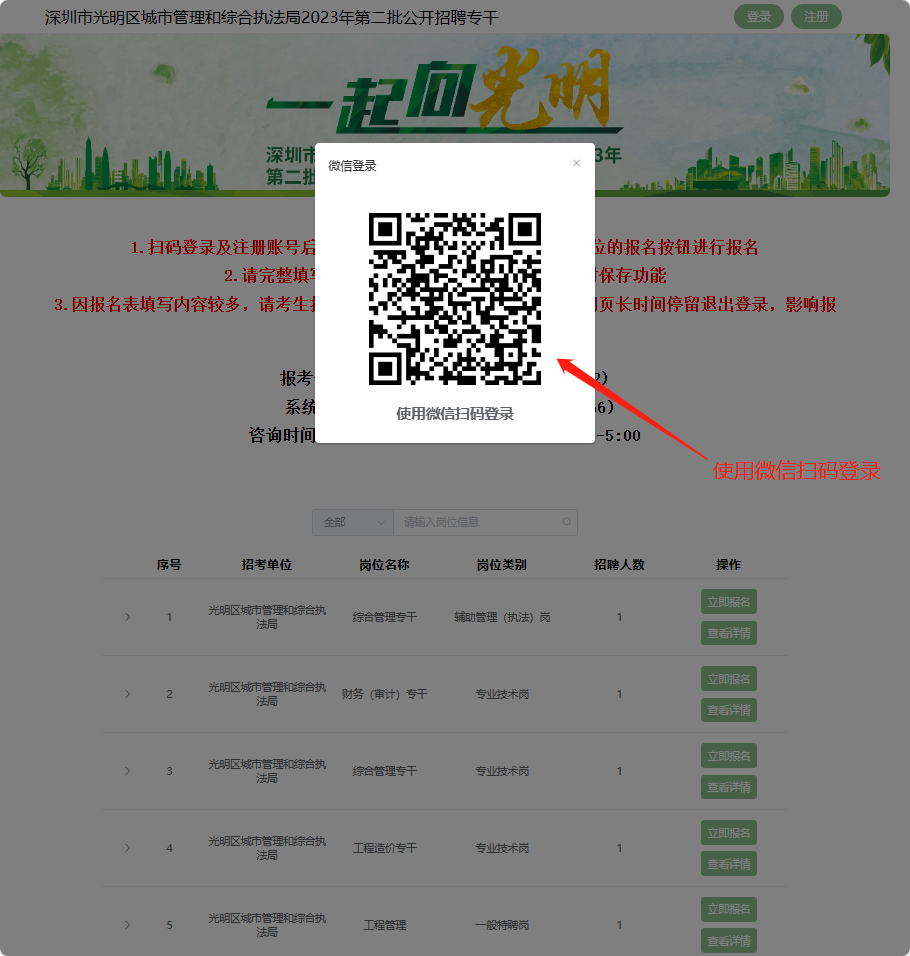 深圳市光明区城市管理和综合执法局2023年第二批公开招聘专干
登录 注册
一起向光明
深圳市
3年
第二批
微信登录
1.扫码登录及注册账号后
位的报名按钮进行报名
2.请完整填写
保存功能
3.因报名表填写内容较多，请考生
页长时间停留退出登录，影响报
报考
2）
系统
66）
咨询时间
-5:00
使用微信扫码登录
使用微信扫码登录
全部 请输入岗位信息
序号 招考单位 岗位名称 岗位类别 招聘人数 操作
1 光明区城市管理和综合执法局 综合管理专干 辅助管理（执法）岗 1 立即报名
查看详情
2 光明区城市管理和综合执法局 财务（审计）专干 专业技术岗 1 立即报名
查看详情
3 光明区城市管理和综合执法局 综合管理专干 专业技术岗 1 立即报名
查看详情
4 光明区城市管理和综合执法局 工程造价专干 专业技术岗 1 立即报名
查看详情
5 光明区城市管理和综合执法局 工程管理 一般特聘岗 1 立即报名
查看详情